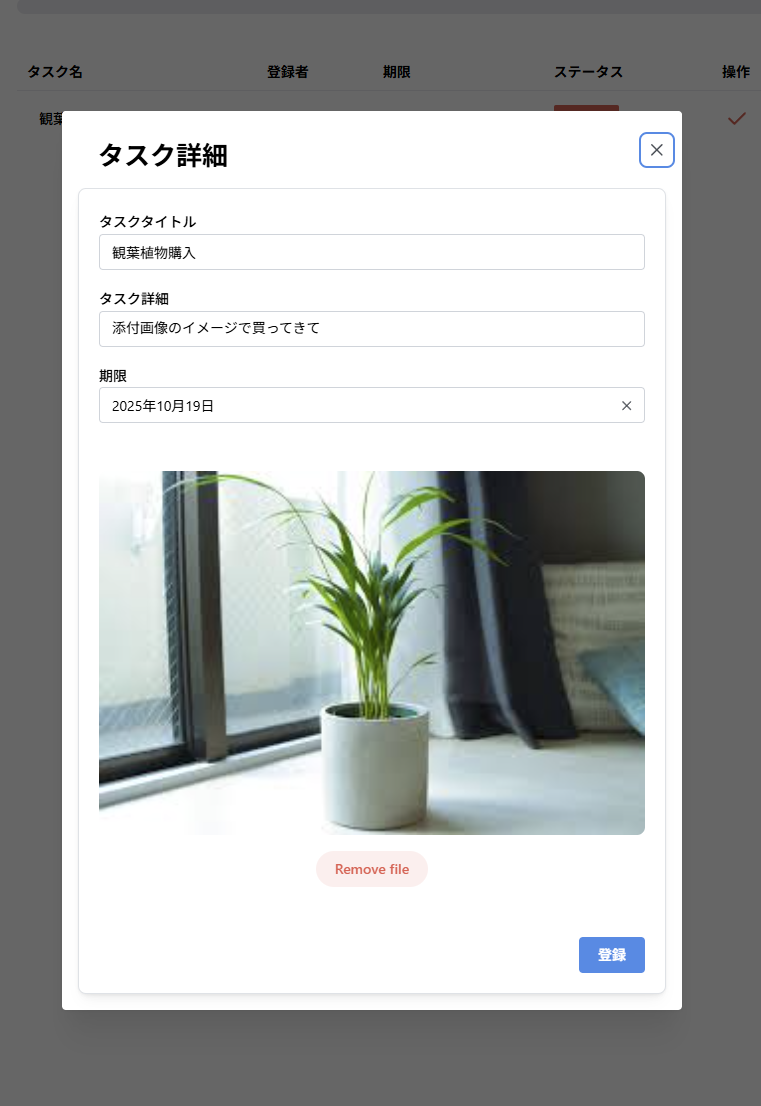 タスク名 登録者 期限 ステータス 操作
観葉
タスク詳細
タスクタイトル
観葉植物購入
タスク詳細
添付画像のイメージで買ってきて
期限
2025年10月19日
Remove file
登録